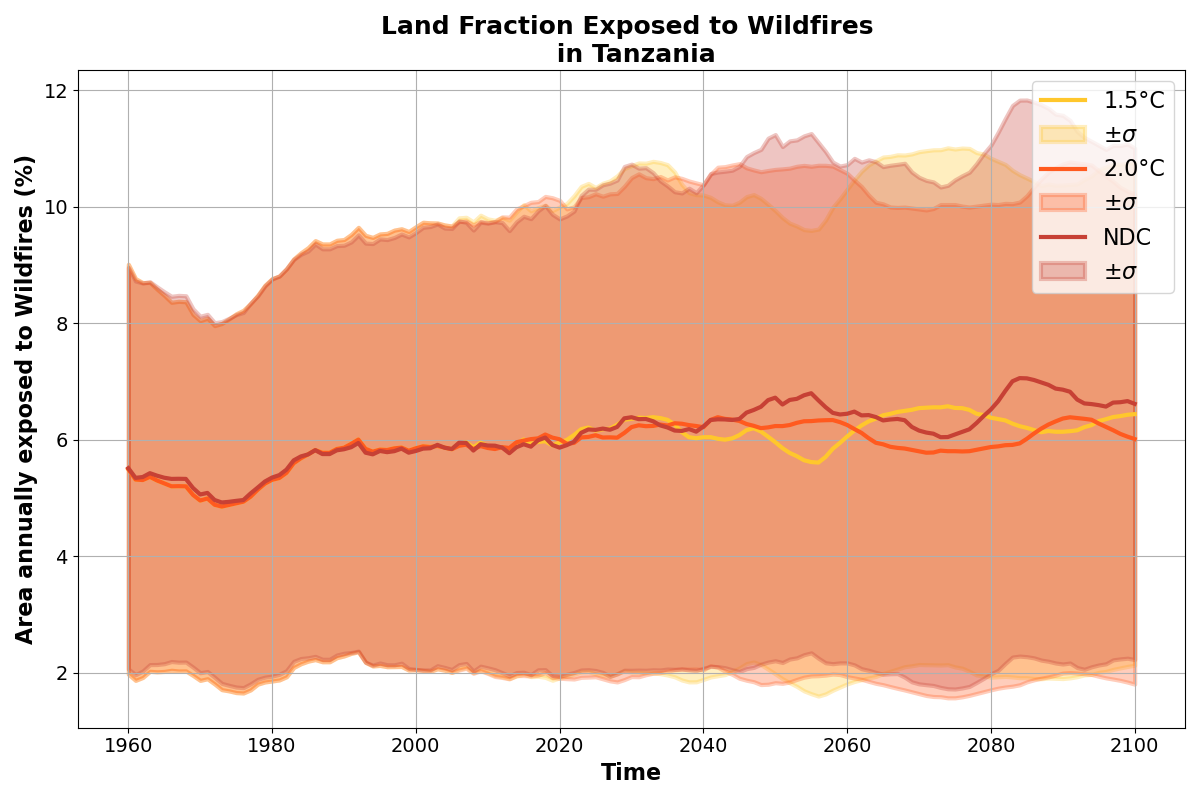 Land Fraction Exposed to Wildfires
in Tanzania
Area annually exposed to Wildfires (%)
12
10
8
6
4
2
1960
1980
2000
2020
2040
2060
2080
2100
Time
1.5°C
±σ
2.0°C
±σ
NDC
±σ